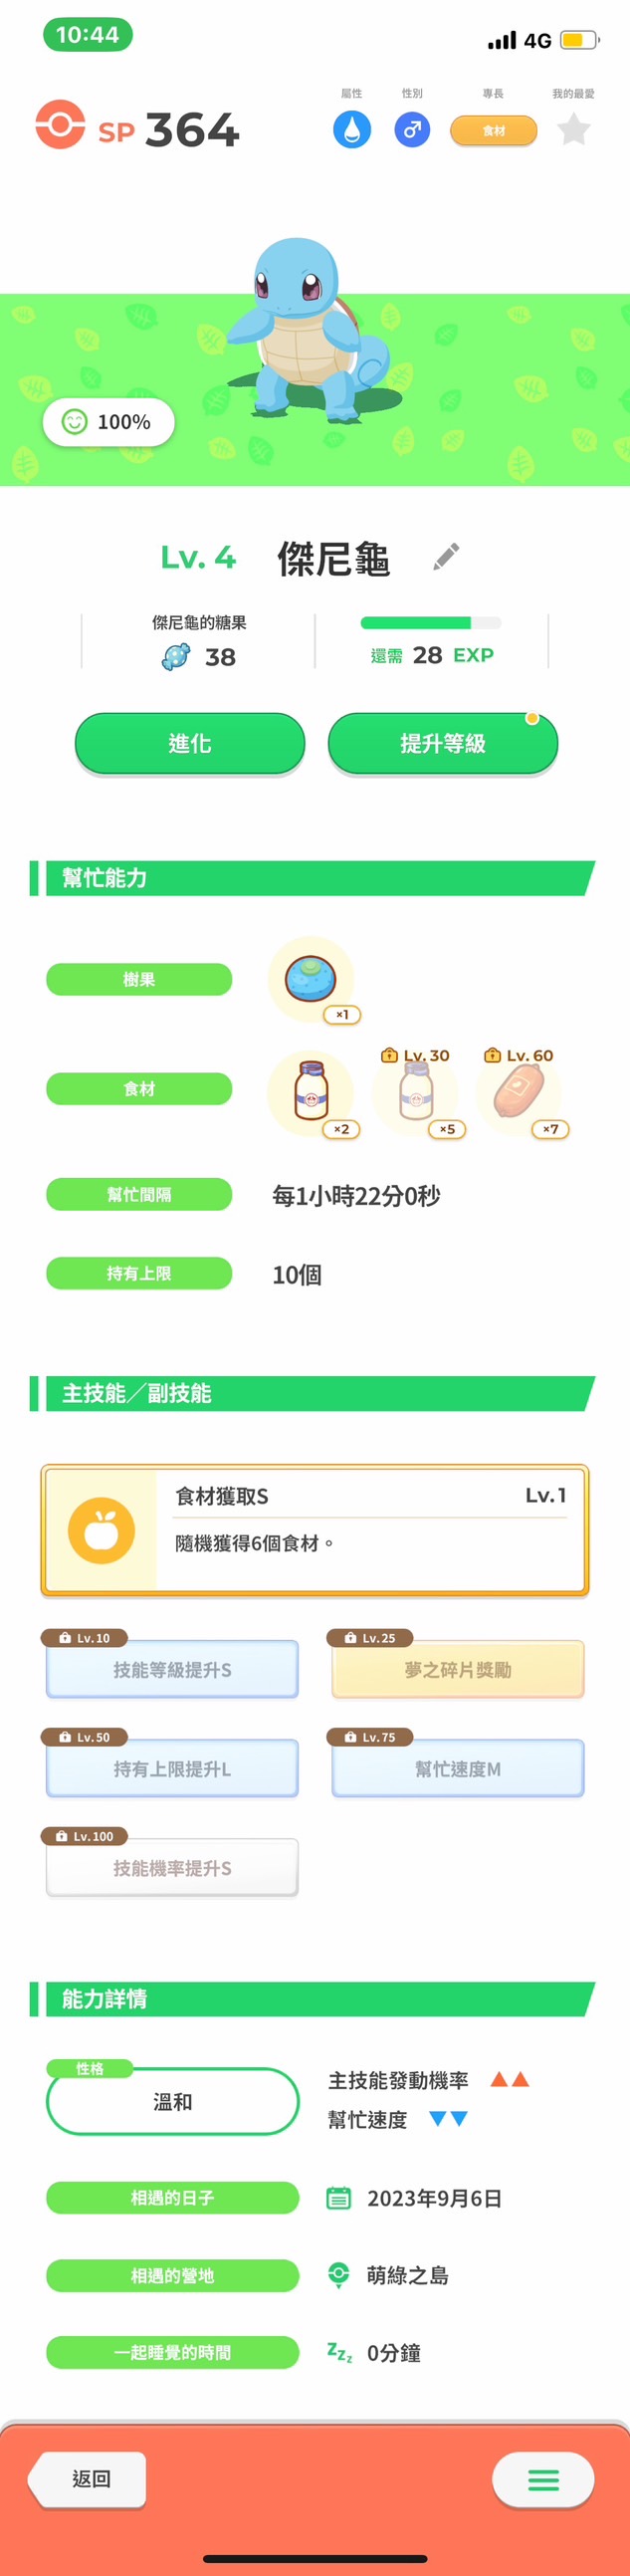 10:44
4G
屬性 性別 專長 我的最愛
SP 364
食材
100%
Lv. 4 傑尼龜
傑尼龜的糖果
38
還需 28 EXP
進化 提升等級
幫忙能力
樹果
×1
Lv. 30 Lv. 60
食材
×2 ×5 ×7
幫忙間隔 每1小時22分0秒
持有上限 10個
主技能／副技能
食材獲取S Lv.1
隨機獲得6個食材。
Lv.10 Lv.25
技能等級提升S 夢之碎片獎勵
Lv.50 Lv.75
持有上限提升L 幫忙速度M
Lv.100
技能機率提升S
能力詳情
性格
溫和
主技能發動機率 ▲▲
幫忙速度 ▼▼
相遇的日子 2023年9月6日
相遇的營地 萌綠之島
一起睡覺的時間 zzz 0分鐘
返回